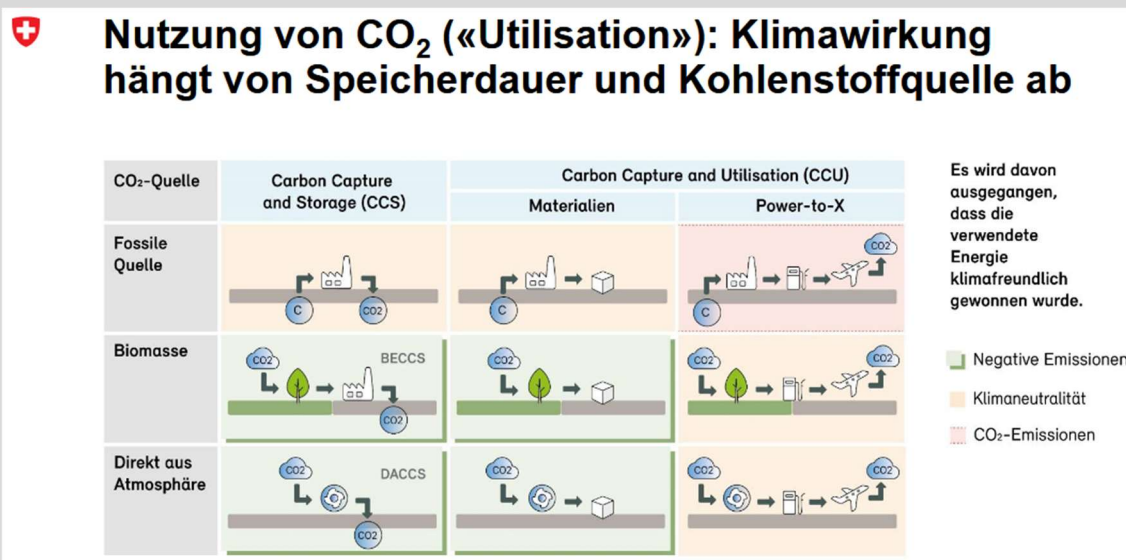 Nutzung von CO₂ («Utilisation»): Klimawirkung
hängt von Speicherdauer und Kohlenstoffquelle ab
CO₂-Quelle
Carbon Capture
and Storage (CCS)
Carbon Capture and Utilisation (CCU)
Materialien
Power-to-X
Fossile
Quelle
C
CO2
C
C
CO2
Biomasse
CO2
BECCS
CO2
CO2
CO2
CO2
Direkt aus
Atmosphäre
CO2
DACCS
CO2
CO2
CO2
CO2
Es wird davon
ausgegangen,
dass die
verwendete
Energie
klimafreundlich
gewonnen wurde.
Negative Emissionen
Klimaneutralität
CO₂-Emissionen